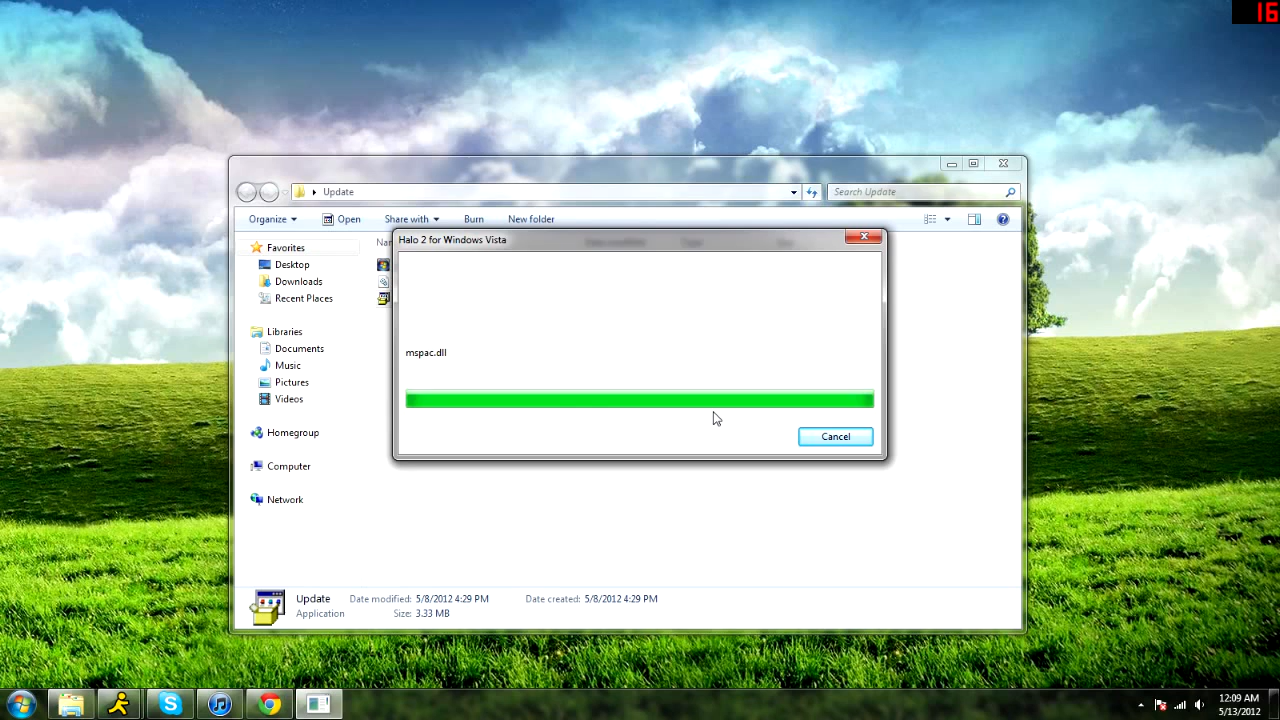 16
Update
Search Update
Organize
Open
Share with
Burn
New folder
Halo 2 for Windows Vista
Favorites
Desktop
Downloads
Recent Places
Libraries
Documents
Music
Pictures
Videos
Homegroup
Computer
Network
mspac.dll
Cancel
Update
Date modified: 5/8/2012 4:29 PM
Date created: 5/8/2012 4:29 PM
Application
Size: 3.33 MB
12:09 AM
5/13/2012